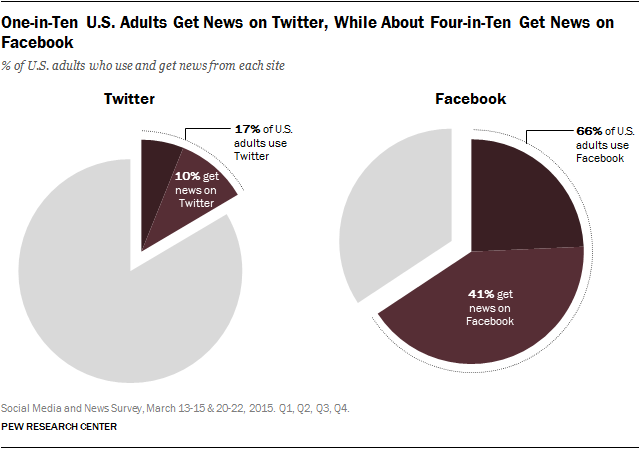 One-in-Ten U.S. Adults Get News on Twitter, While About Four-in-Ten Get News on
Facebook
% of U.S. adults who use and get news from each site
Twitter
17% of U.S.
adults use
Twitter
10% get
news on
Twitter
Facebook
66% of U.S.
adults use
Facebook
41% get
news on
Facebook
Social Media and News Survey, March 13-15 & 20-22, 2015. Q1, Q2, Q3, Q4.
PEW RESEARCH CENTER